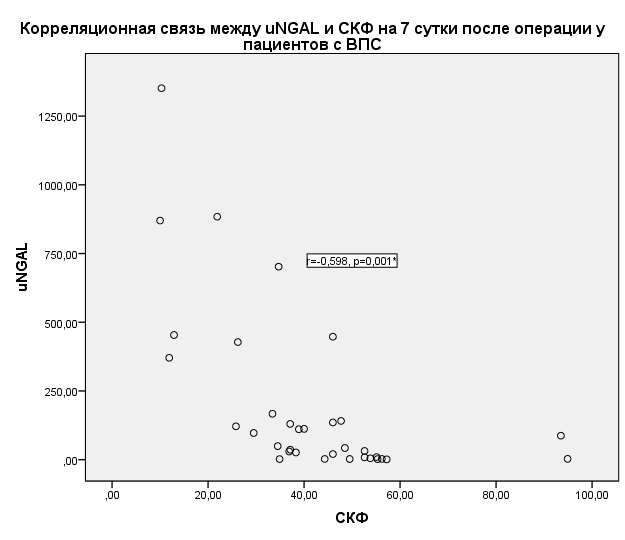 Корреляционная связь между uNGAL и СКФ на 7 сутки после операции у
пациентов с ВПС
1250,00
1000,00
750,00
500,00
250,00
,00
uNGAL
r=-0,598, p=0,001*
,00 20,00 40,00 60,00 80,00 100,00
СКФ